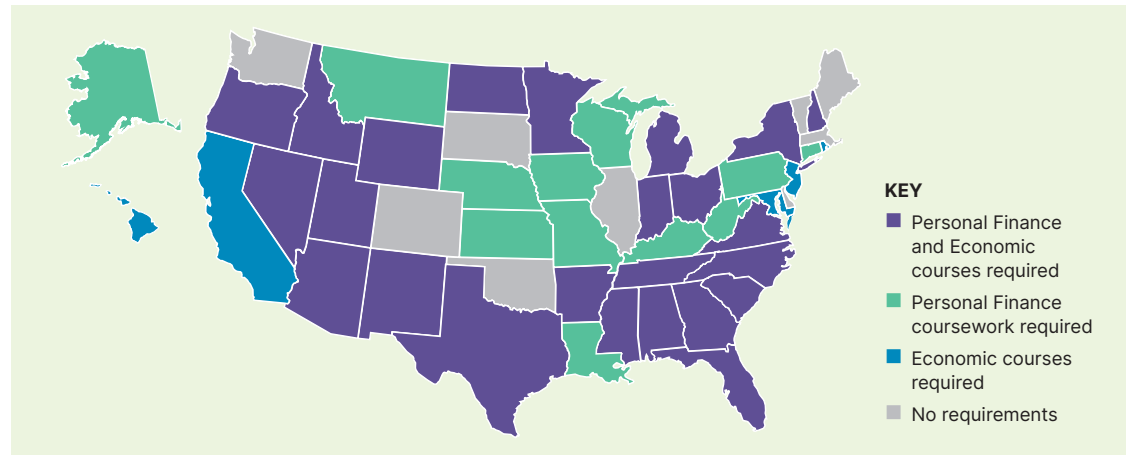 KEY
Personal Finance
and Economic
courses required
Personal Finance
coursework required
Economic courses
required
No requirements